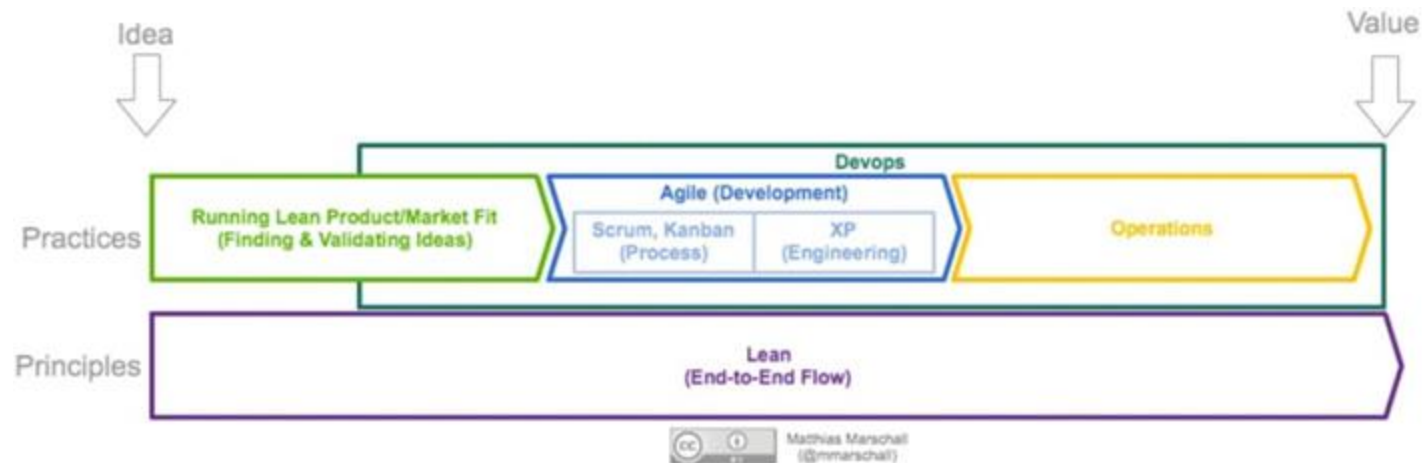 Idea
Value
Devops
Running Lean Product/Market Fit
(Finding & Validating Ideas)
Agile (Development)
Scrum, Kanban
(Process)
XP
(Engineering)
Operations
Practices
Lean
(End-to-End Flow)
Principles
cc
Matthias Marschall
(@mmarschall)